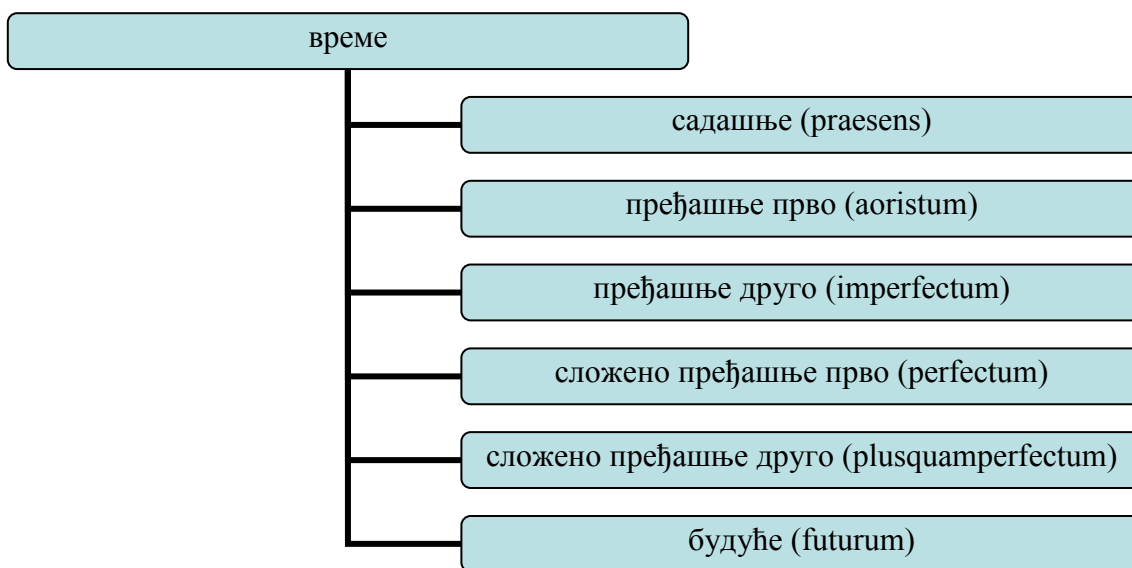 време
садашње (praesens)
пређашње прво (aoristum)
пређашње друго (imperfectum)
сложено пређашње прво (perfectum)
сложено пређашње друго (plusquamperfectum)
будуће (futurum)